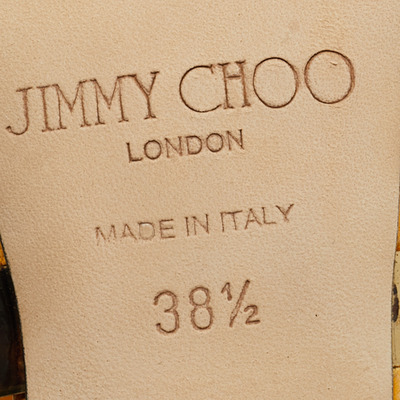 JIMMY CHOO
LONDON
MADE IN ITALY
38½